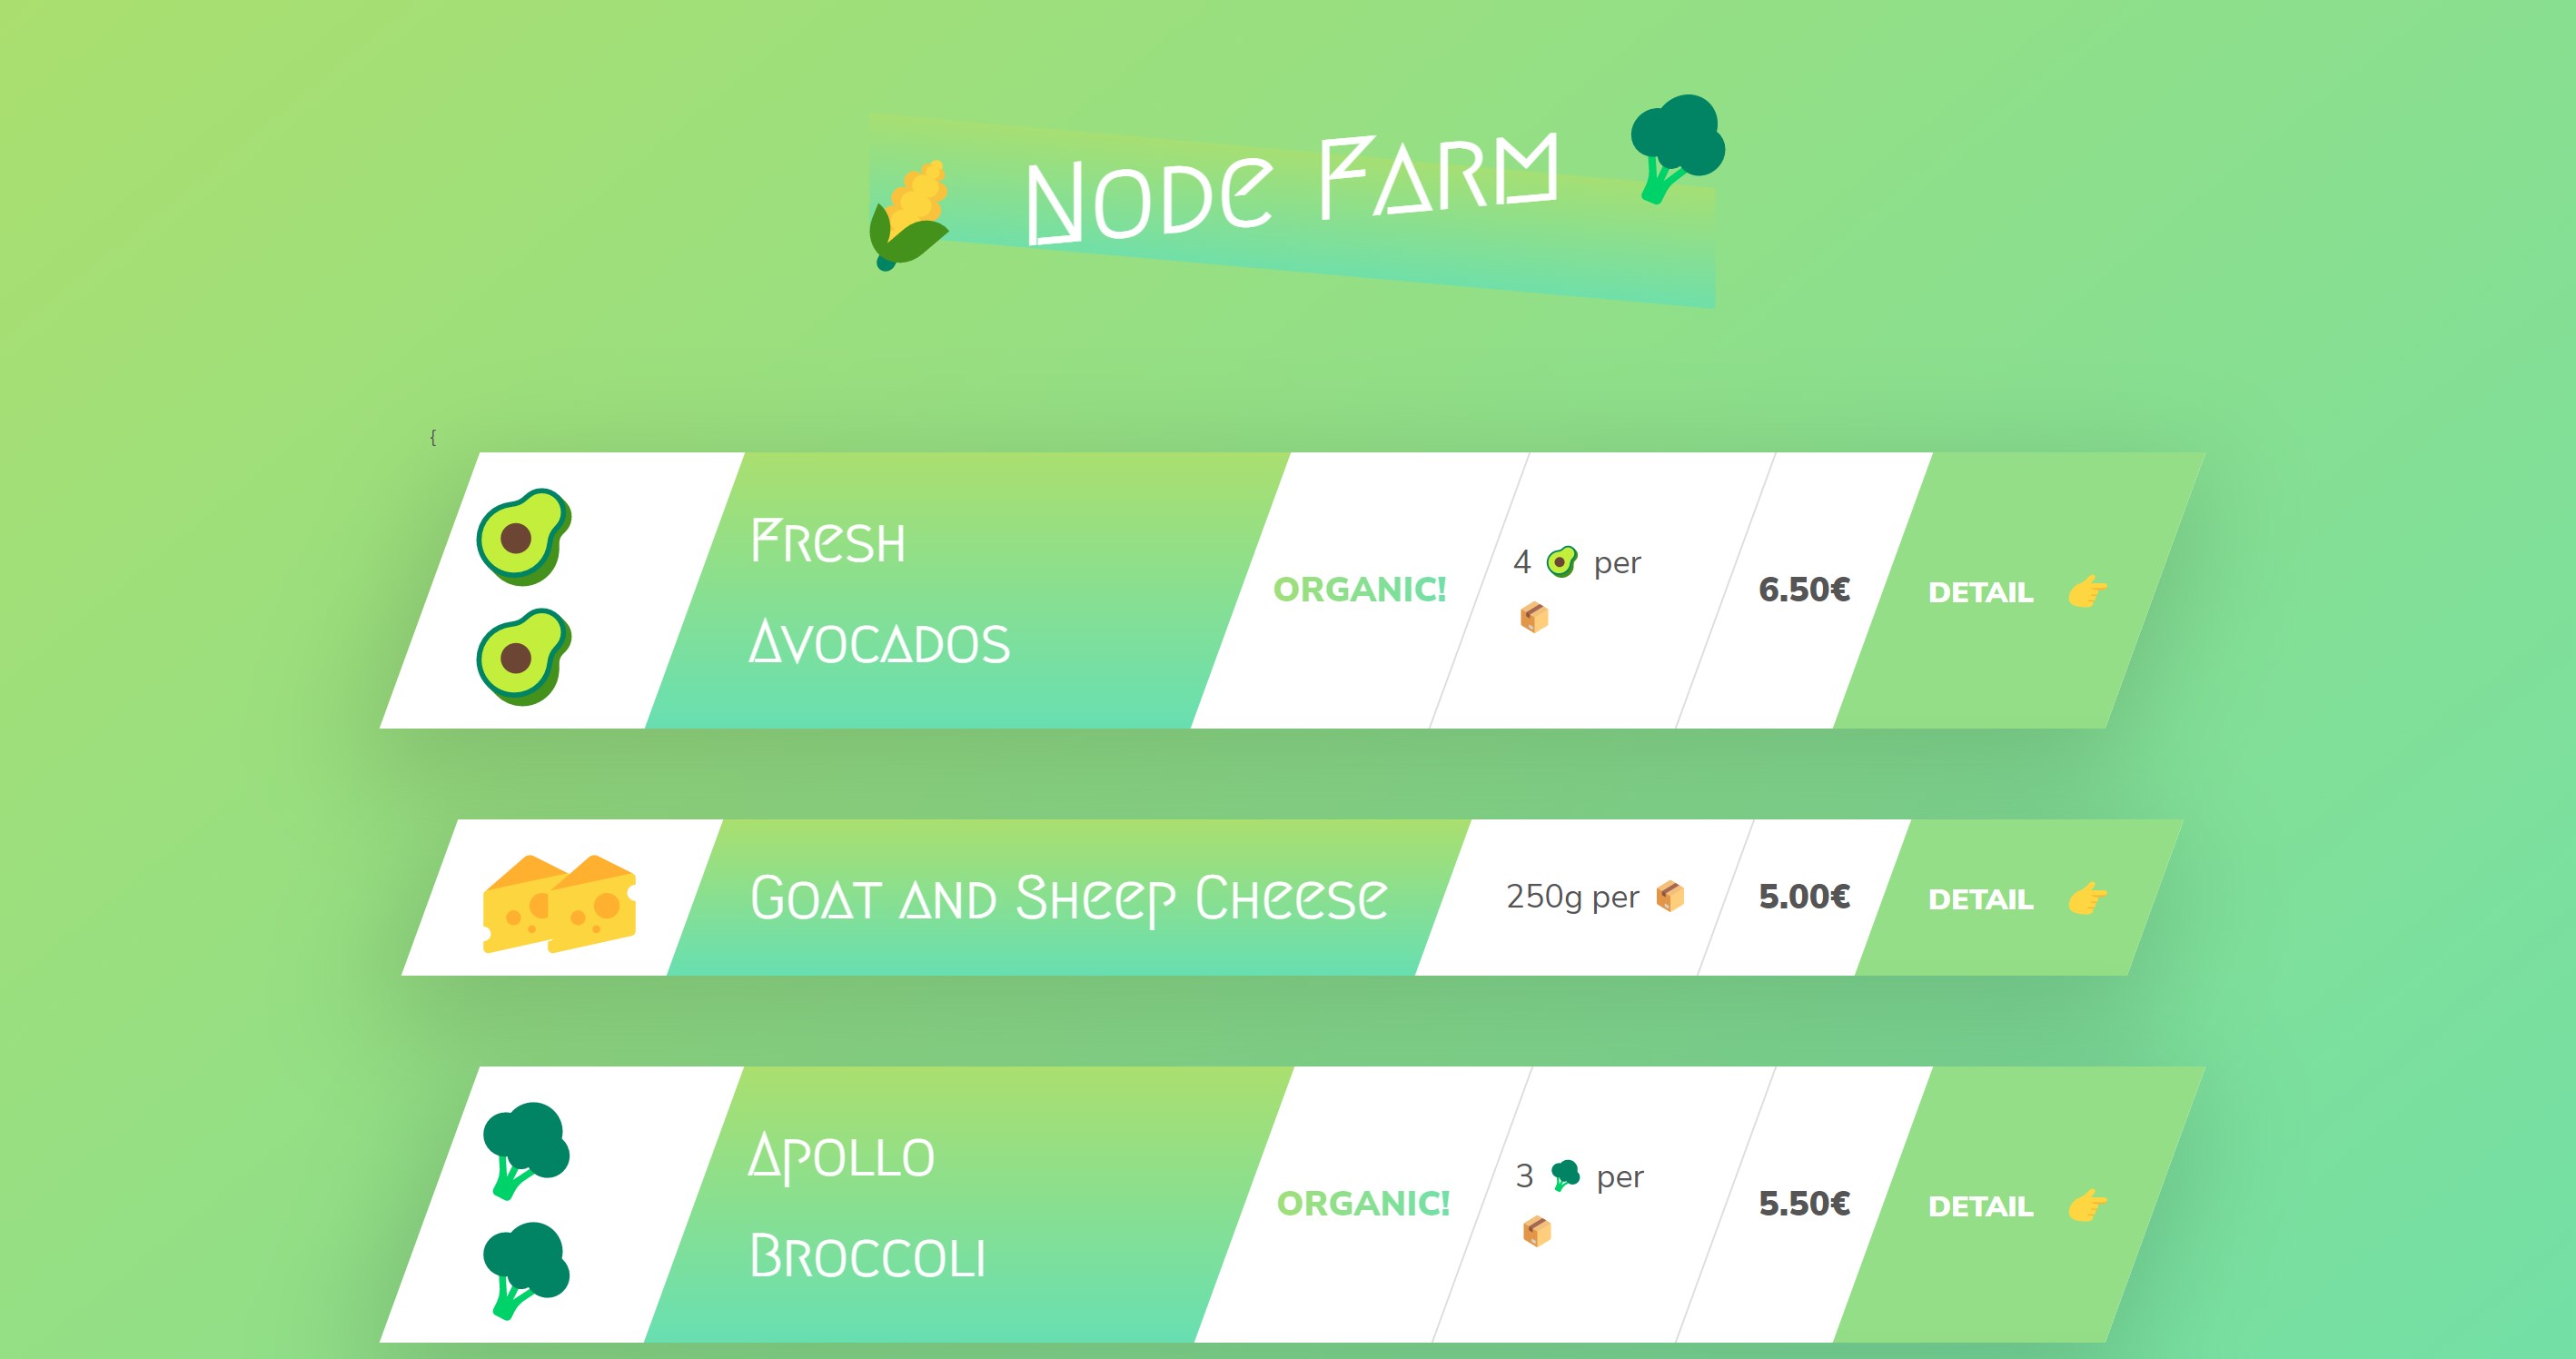 Node Farm
{
Fresh
Avocados
ORGANIC!
4 🥑 per
📦
6.50€
DETAIL 👉
Goat and Sheep Cheese
250g per 📦
5.00€
DETAIL 👉
Apollo
Broccoli
ORGANIC!
3 🥦 per
📦
5.50€
DETAIL 👉